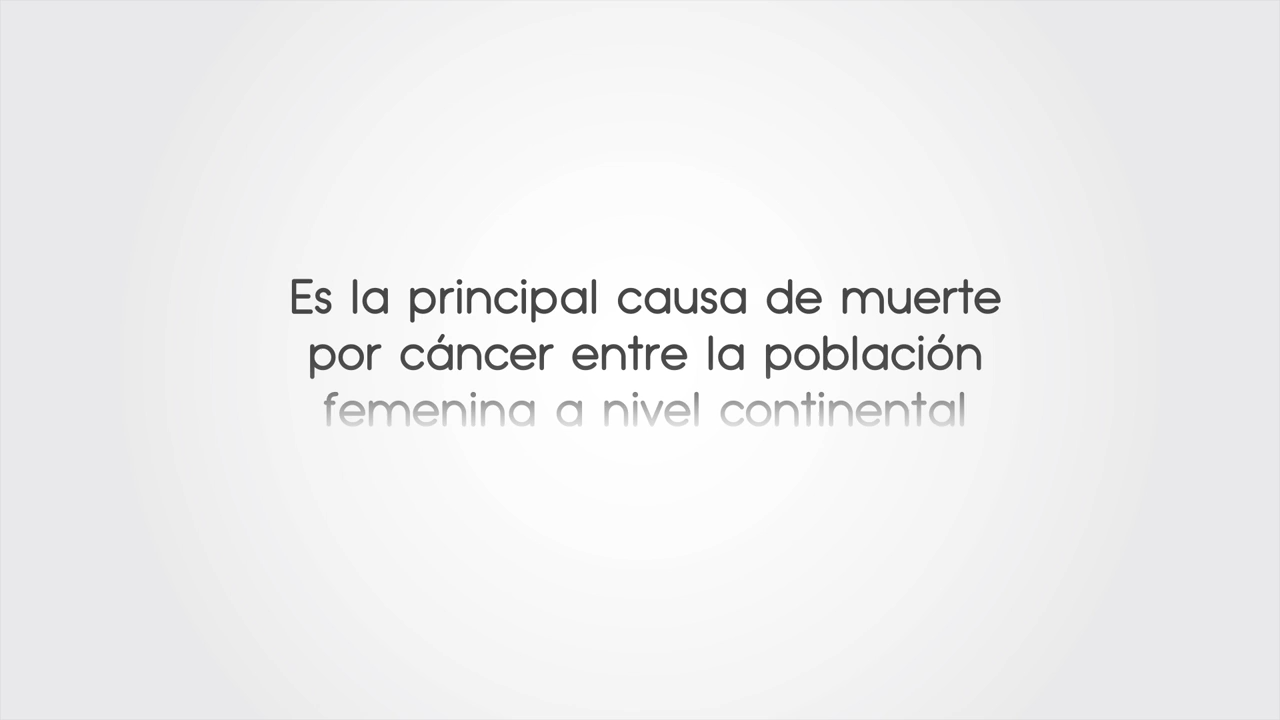 Es la principal causa de muerte
por cáncer entre la población
femenina a nivel continental